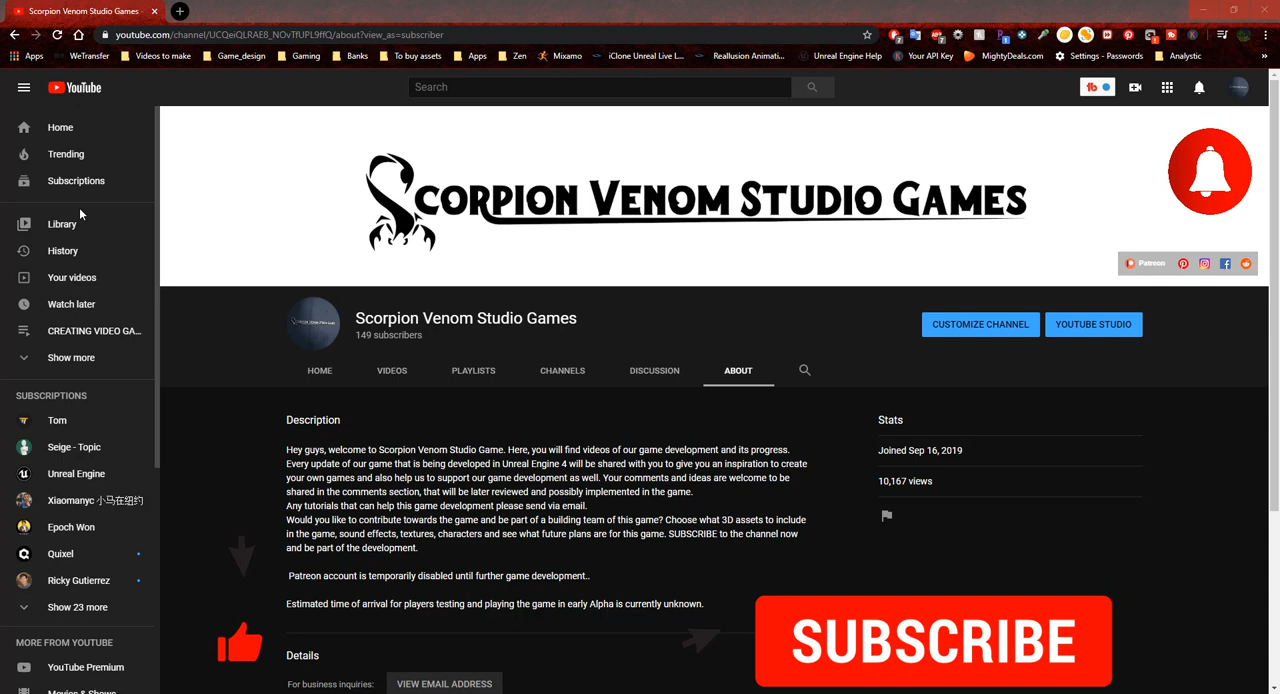 Scorpion Venom Studio Games -
youtube.com/channel/UCQeiQLRAE8_NOvTfUPL9ffQ/about?view_as=subscriber
Apps WeTransfer Videos to make Game_design Gaming Banks To buy assets Apps Zen Mixamo iClone Unreal Live L... Reallusion Animati... Unreal Engine Help Your API Key MightyDeals.com Settings - Passwords Analytic
YouTube
Search
Home
Trending
Subscriptions
Library
History
Your videos
Watch later
CREATING VIDEO GA...
Show more
SUBSCRIPTIONS
Tom
Seige - Topic
Unreal Engine
Xiaomanyc 小马在纽约
Epoch Won
Quixel
Ricky Gutierrez
Show 23 more
MORE FROM YOUTUBE
YouTube Premium
Movies & Shows
SCORPION VENOM STUDIO GAMES
Patreon
Scorpion Venom Studio Games
149 subscribers
CUSTOMIZE CHANNEL YOUTUBE STUDIO
HOME VIDEOS PLAYLISTS CHANNELS DISCUSSION ABOUT
Description
Hey guys, welcome to Scorpion Venom Studio Game. Here, you will find videos of our game development and its progress.
Every update of our game that is being developed in Unreal Engine 4 will be shared with you to give you an inspiration to create
your own games and also help us to support our game development as well. Your comments and ideas are welcome to be
shared in the comments section, that will be later reviewed and possibly implemented in the game.
Any tutorials that can help this game development please send via email.
Would you like to contribute towards the game and be part of a building team of this game? Choose what 3D assets to include
in the game, sound effects, textures, characters and see what future plans are for this game. SUBSCRIBE to the channel now
and be part of the development.
Patreon account is temporarily disabled until further game development..
Estimated time of arrival for players testing and playing the game in early Alpha is currently unknown.
Details
For business inquiries: VIEW EMAIL ADDRESS
Stats
Joined Sep 16, 2019
10,167 views
SUBSCRIBE